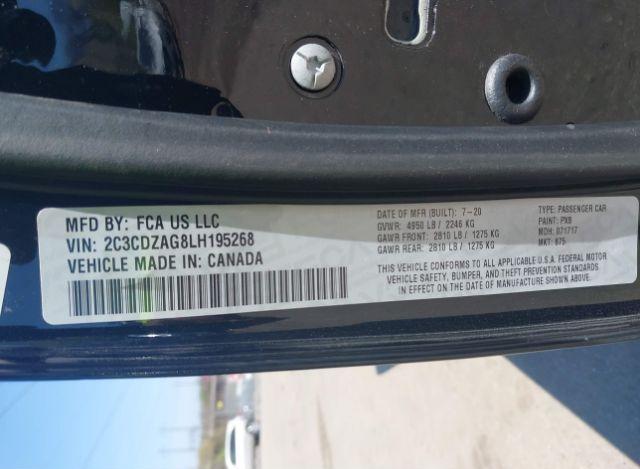 MFD BY: FCA US LLC
VIN: 2C3CDZAG8LH195268
VEHICLE MADE IN: CANADA
DATE OF MFR (BUILT): 7-20
GVWR: 4950 LB / 2246 KG
GAWR FRONT: 2810 LB / 1275 KG
GAWR REAR: 2810 LB / 1275 KG
TYPE: PASSENGER CAR
PAINT: PX8
MDH: 071717
MKT: 675
THIS VEHICLE CONFORMS TO ALL APPLICABLE U.S.A. FEDERAL MOTOR
VEHICLE SAFETY, BUMPER, AND THEFT PREVENTION STANDARDS
IN EFFECT ON THE DATE OF MANUFACTURE SHOWN ABOVE.